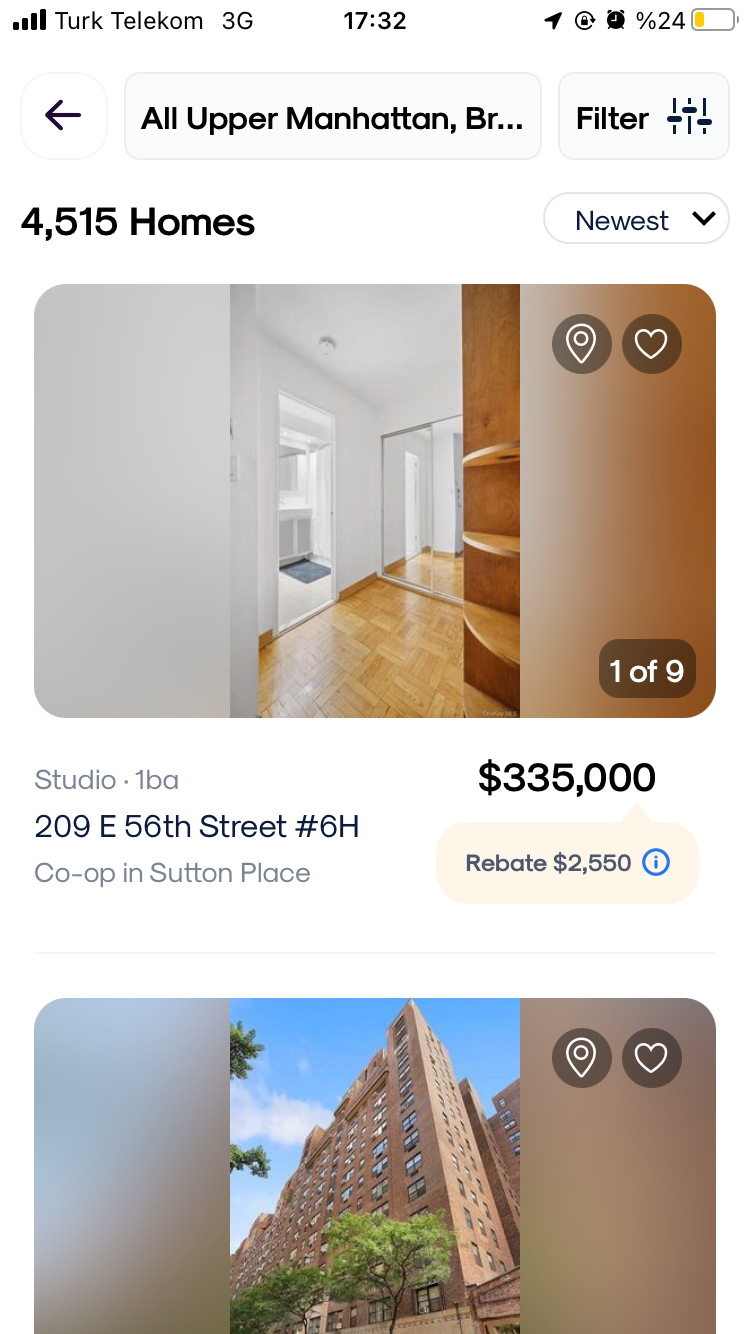 Turk Telekom 3G 17:32 %24
All Upper Manhattan, Br...
Filter
4,515 Homes
Newest
1 of 9
Studio · 1ba
$335,000
209 E 56th Street #6H
Co-op in Sutton Place
Rebate $2,550